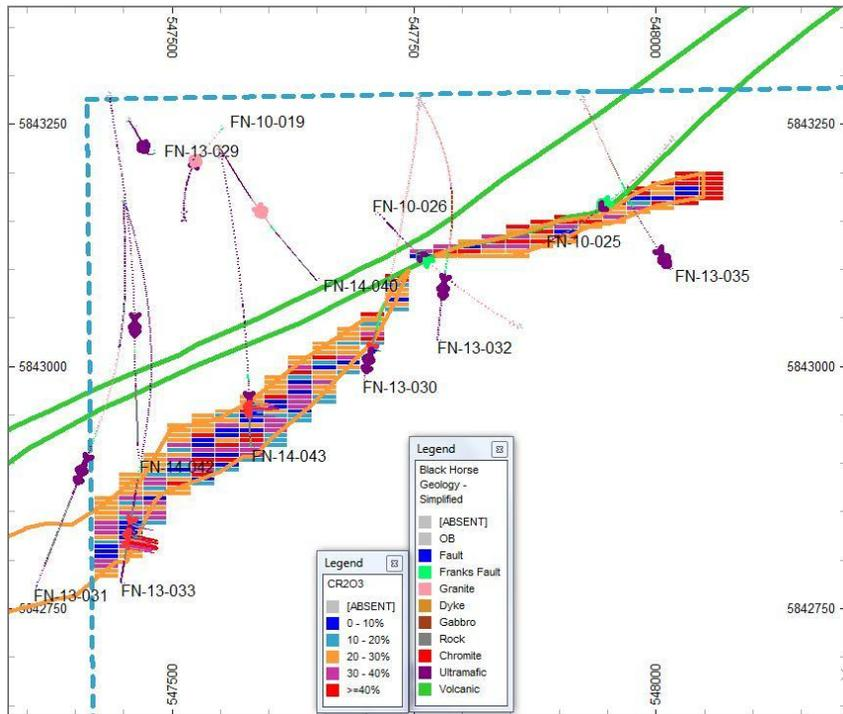 547500
547750
548000
5843250
5843250
FN-10-019
FN-13-029
FN-10-026
FN-10-025
FN-13-035
FN-14-040
FN-13-032
5843000
5843000
FN-13-030
FN-14-043
FN-14-042
FN-13-031
FN-13-033
5842750
5842750
Legend
CR2O3
[ABSENT]
0 - 10%
10 - 20%
20 - 30%
30 - 40%
>=40%
Legend
Black Horse
Geology -
Simplified
[ABSENT]
OB
Fault
Franks Fault
Granite
Dyke
Gabbro
Rock
Chromite
Ultramafic
Volcanic
547500
548000